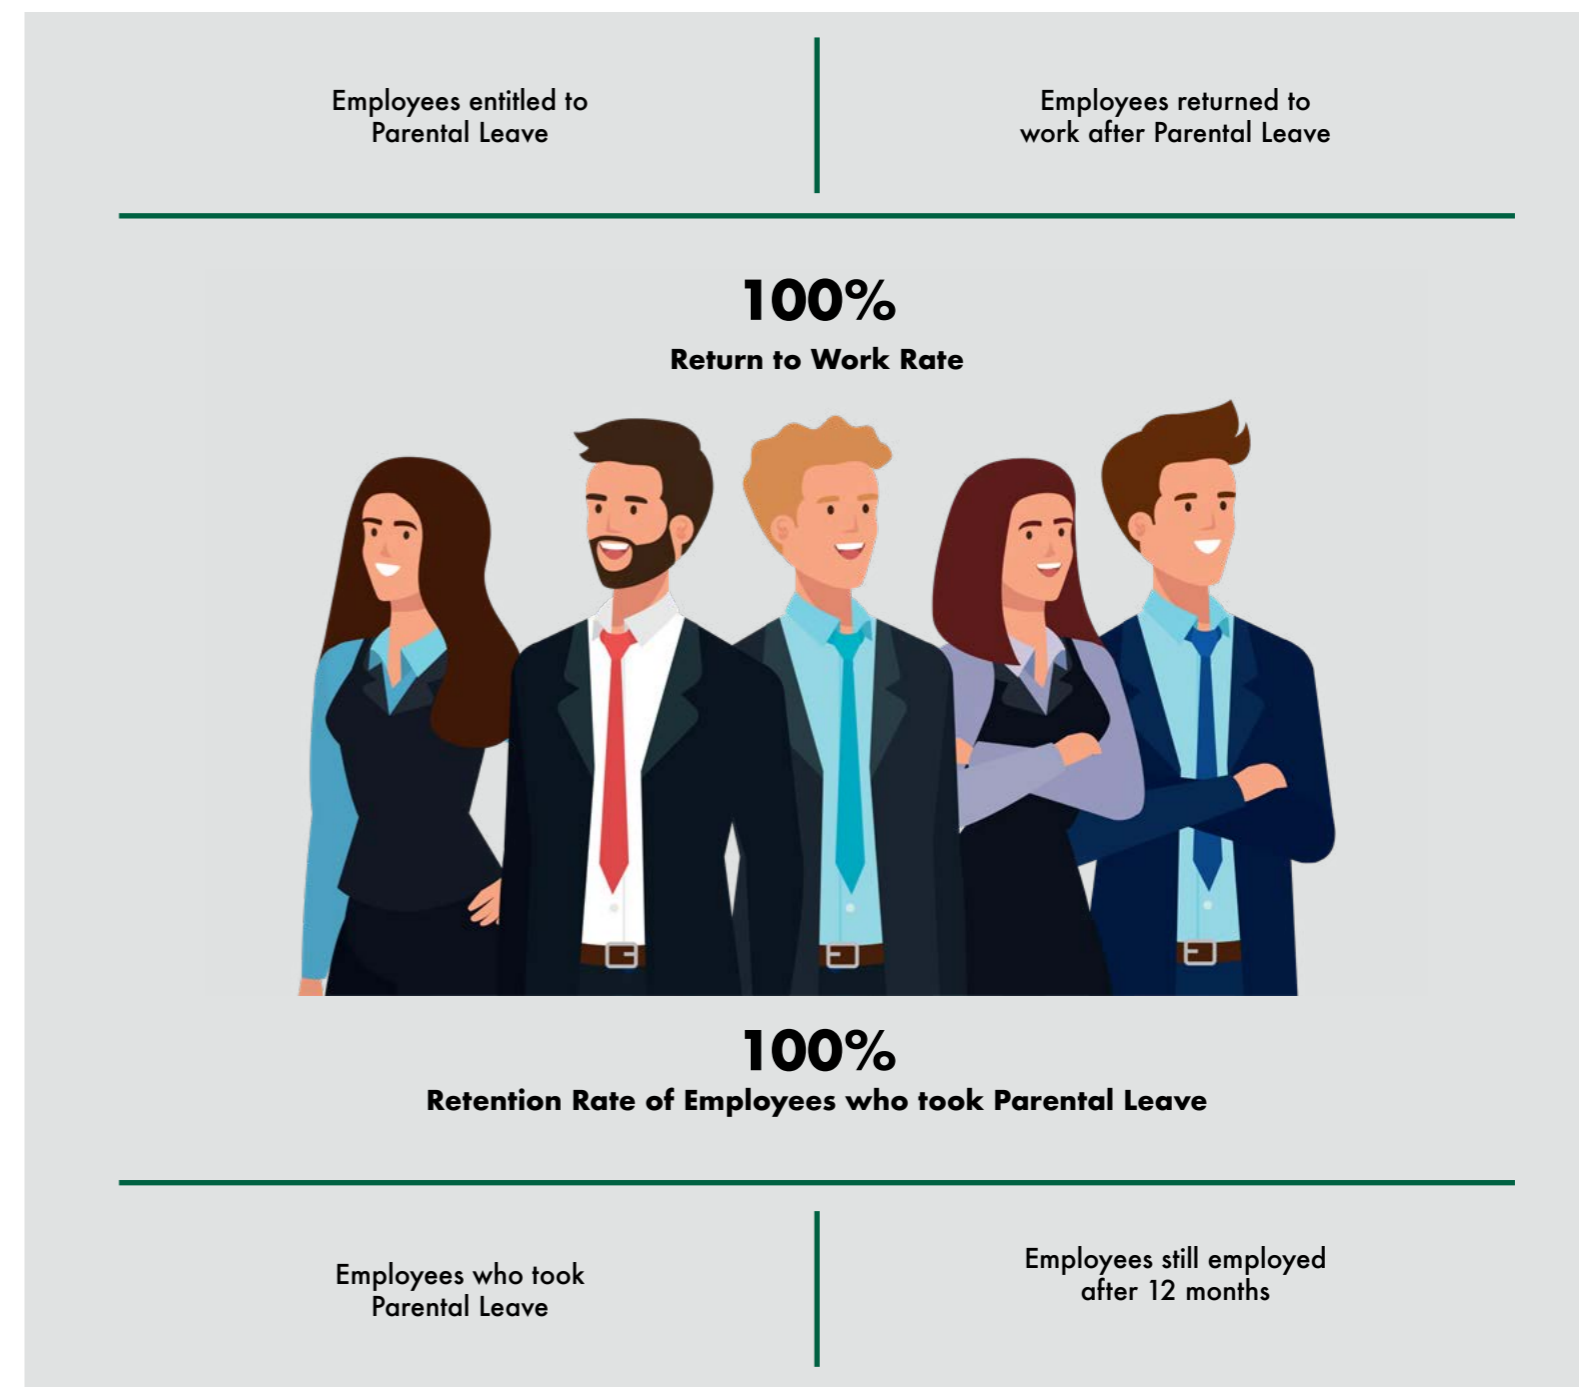 Employees entitled to
Parental Leave
Employees returned to
work after Parental Leave
100%
Return to Work Rate
100%
Retention Rate of Employees who took Parental Leave
Employees who took
Parental Leave
Employees still employed
after 12 months